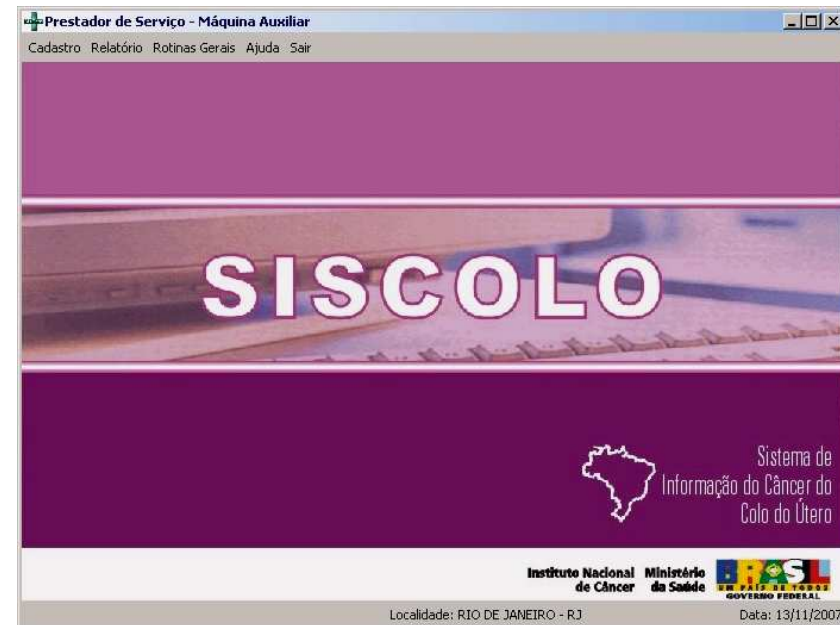 Prestador de Serviço - Máquina Auxiliar
Cadastro Relatório Rotinas Gerais Ajuda Sair
SISCOLO
Sistema de
Informação do Câncer do
Colo do Útero
Instituto Nacional
de Câncer
Ministério
da Saúde
BRASIL
UM PAÍS DE TODOS
GOVERNO FEDERAL
Localidade: RIO DE JANEIRO - RJ
Data: 13/11/2007